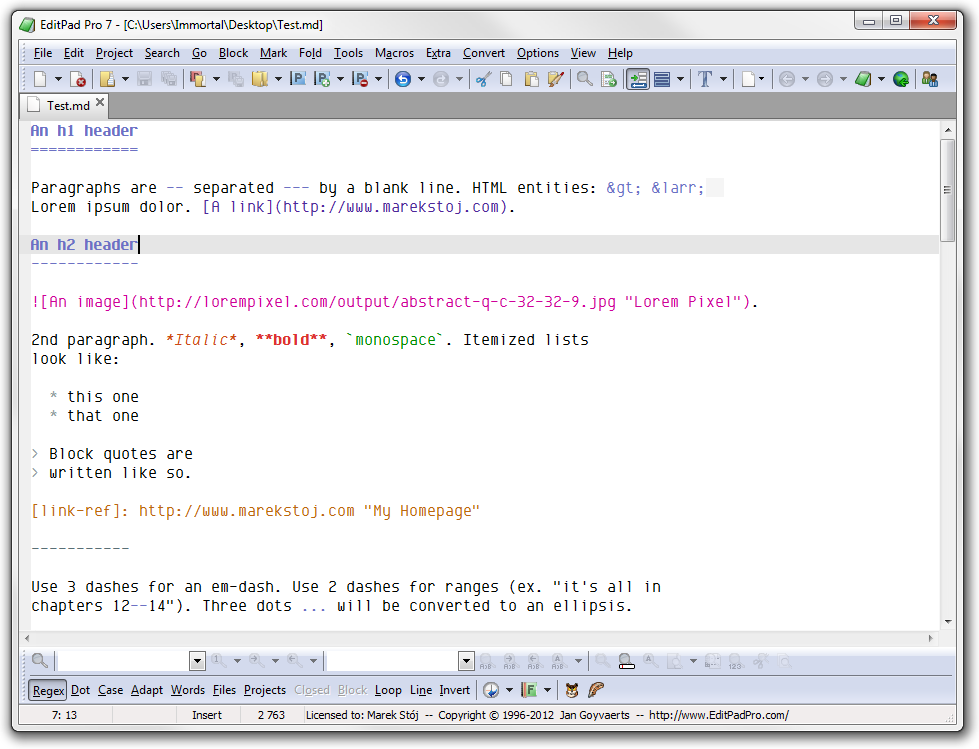 EditPad Pro 7 - [C:\Users\Immortal\Desktop\Test.md]
File Edit Project Search Go Block Mark Fold Tools Macros Extra Convert Options View Help
Test.md
An h1 header
============
Paragraphs are -- separated --- by a blank line. HTML entities: &gt; &larr;
Lorem ipsum dolor. [A link](http://www.marekstoj.com).
An h2 header
------------
![An image](http://lorempixel.com/output/abstract-q-c-32-32-9.jpg "Lorem Pixel").
2nd paragraph. *Italic*, **bold**, `monospace`. Itemized lists
look like:
* this one
* that one
> Block quotes are
> written like so.
[link-ref]: http://www.marekstoj.com "My Homepage"
-----------
Use 3 dashes for an em-dash. Use 2 dashes for ranges (ex. "it's all in
chapters 12--14"). Three dots ... will be converted to an ellipsis.
Regex Dot Case Adapt Words Files Projects Closed Block Loop Line Invert
7: 13 Insert 2 763 Licensed to: Marek Stój -- Copyright © 1996-2012 Jan Goyvaerts -- http://www.EditPadPro.com/